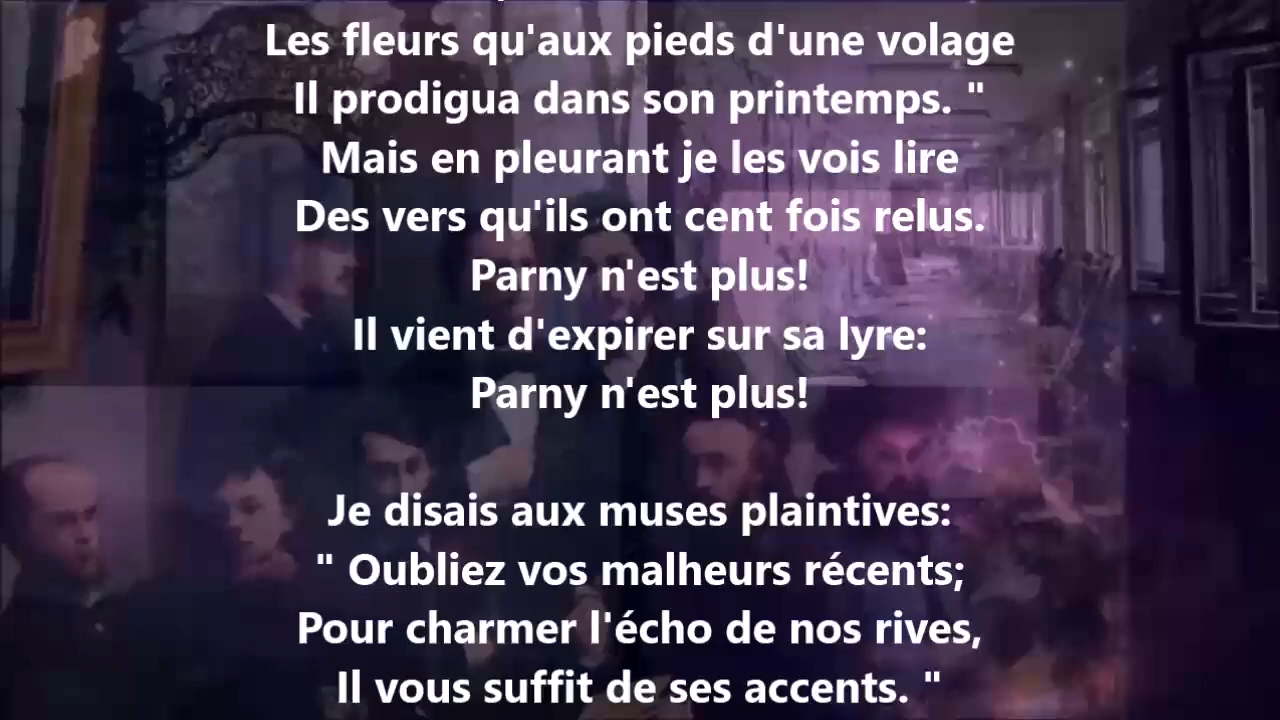 Les fleurs qu'aux pieds d'une volage
Il prodigua dans son printemps. "
Mais en pleurant je les vois lire
Des vers qu'ils ont cent fois relus.
Parny n'est plus!
Il vient d'expirer sur sa lyre:
Parny n'est plus!
Je disais aux muses plaintives:
" Oubliez vos malheurs récents;
Pour charmer l'écho de nos rives,
Il vous suffit de ses accents. "